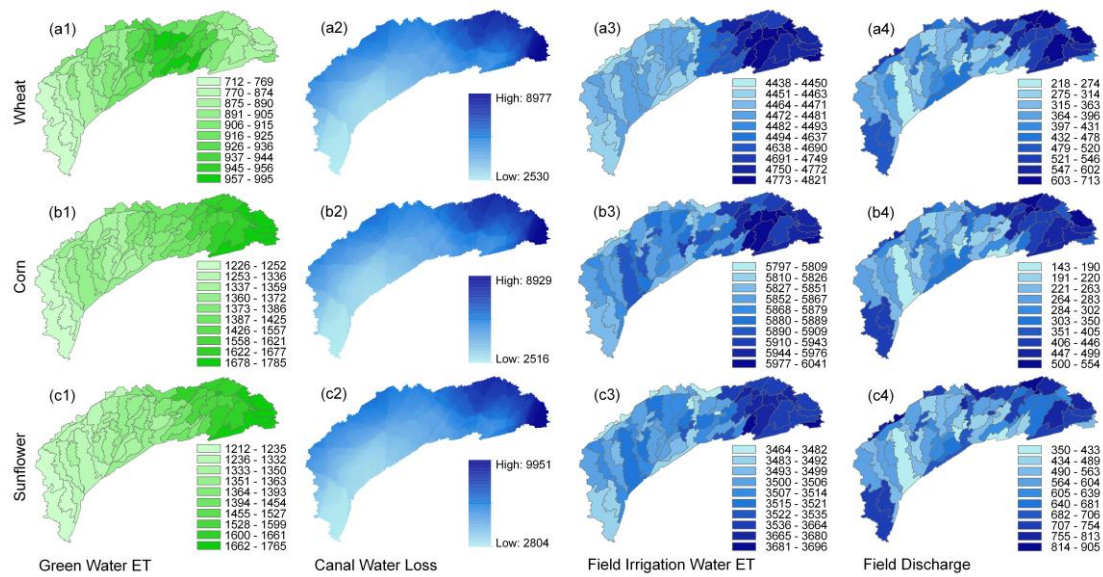 Wheat
(a1)
712 - 769
770 - 874
875 - 890
891 - 905
906 - 915
916 - 925
926 - 936
937 - 944
945 - 956
957 - 995
(a2)
High: 8977
Low: 2530
(a3)
4438 - 4450
4451 - 4463
4464 - 4471
4472 - 4481
4482 - 4493
4494 - 4637
4638 - 4690
4691 - 4749
4750 - 4772
4773 - 4821
(a4)
218 - 274
275 - 314
315 - 363
364 - 396
397 - 431
432 - 478
479 - 520
521 - 546
547 - 602
603 - 713
Corn
(b1)
1226 - 1252
1253 - 1336
1337 - 1359
1360 - 1372
1373 - 1386
1387 - 1425
1426 - 1557
1558 - 1621
1622 - 1677
1678 - 1785
(b2)
High: 8929
Low: 2516
(b3)
5797 - 5809
5810 - 5826
5827 - 5851
5852 - 5867
5868 - 5879
5880 - 5889
5890 - 5909
5910 - 5943
5944 - 5976
5977 - 6041
(b4)
143 - 190
191 - 220
221 - 263
264 - 283
284 - 302
303 - 350
351 - 405
406 - 446
447 - 499
500 - 554
Sunflower
(c1)
1212 - 1235
1236 - 1332
1333 - 1350
1351 - 1363
1364 - 1393
1394 - 1454
1455 - 1527
1528 - 1599
1600 - 1661
1662 - 1765
(c2)
High: 9951
Low: 2804
(c3)
3464 - 3482
3483 - 3492
3493 - 3499
3500 - 3506
3507 - 3514
3515 - 3521
3522 - 3535
3536 - 3664
3665 - 3680
3681 - 3696
(c4)
350 - 433
434 - 489
490 - 563
564 - 604
605 - 639
640 - 681
682 - 706
707 - 754
755 - 813
814 - 905
Green Water ET
Canal Water Loss
Field Irrigation Water ET
Field Discharge